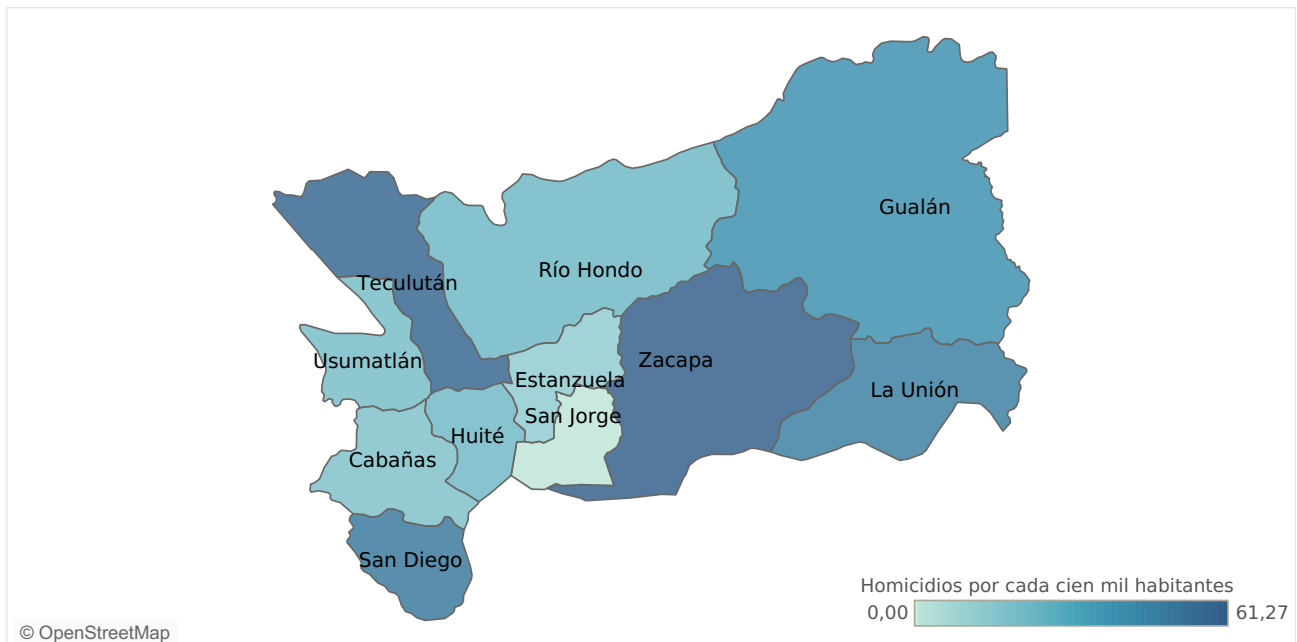 Gualán
Río Hondo
Teculután
Usumatlán
Zacapa
Estanzuela
La Unión
San Jorge
Huité
Cabañas
San Diego
Homicidios por cada cien mil habitantes
0,00 61,27
© OpenStreetMap